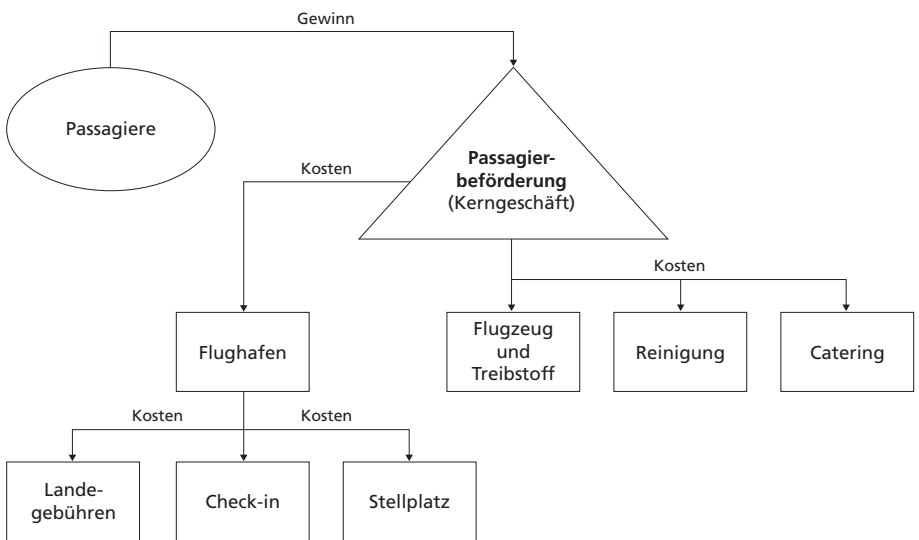 Gewinn
Passagiere
Passagier-
beförderung
(Kerngeschäft)
Kosten
Kosten
Flughafen
Flugzeug
und
Treibstoff
Reinigung
Catering
Kosten
Kosten
Lande-
gebühren
Check-in
Stellplatz